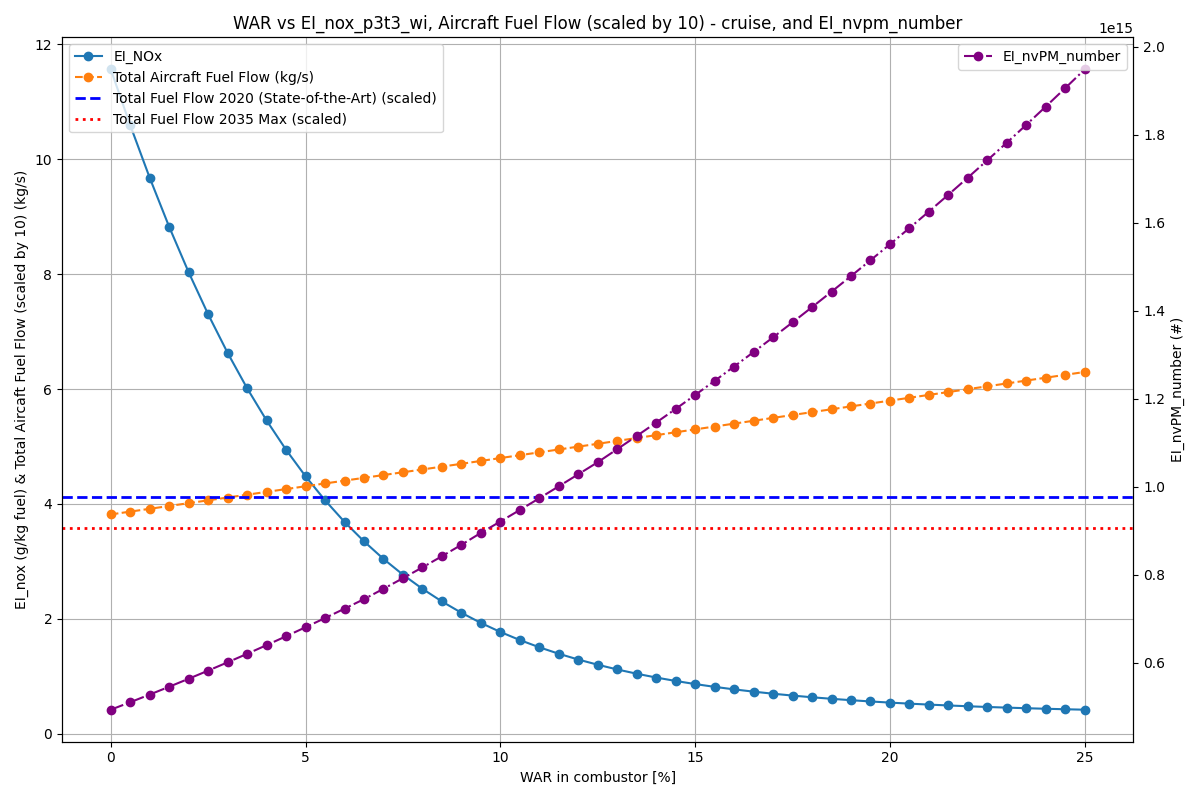 WAR vs EI_nox_p3t3_wi, Aircraft Fuel Flow (scaled by 10) - cruise, and EI_nvpm_number
1e15
EI_NOx
Total Aircraft Fuel Flow (kg/s)
Total Fuel Flow 2020 (State-of-the-Art) (scaled)
Total Fuel Flow 2035 Max (scaled)
EI_nvPM_number
EI_nox (g/kg fuel) & Total Aircaft Fuel Flow (scaled by 10) (kg/s)
12
10
8
6
4
2
0
2.0
1.8
1.6
1.4
1.2
1.0
0.8
0.6
EI_nvPM_number (#)
0 5 10 15 20 25
WAR in combustor [%]